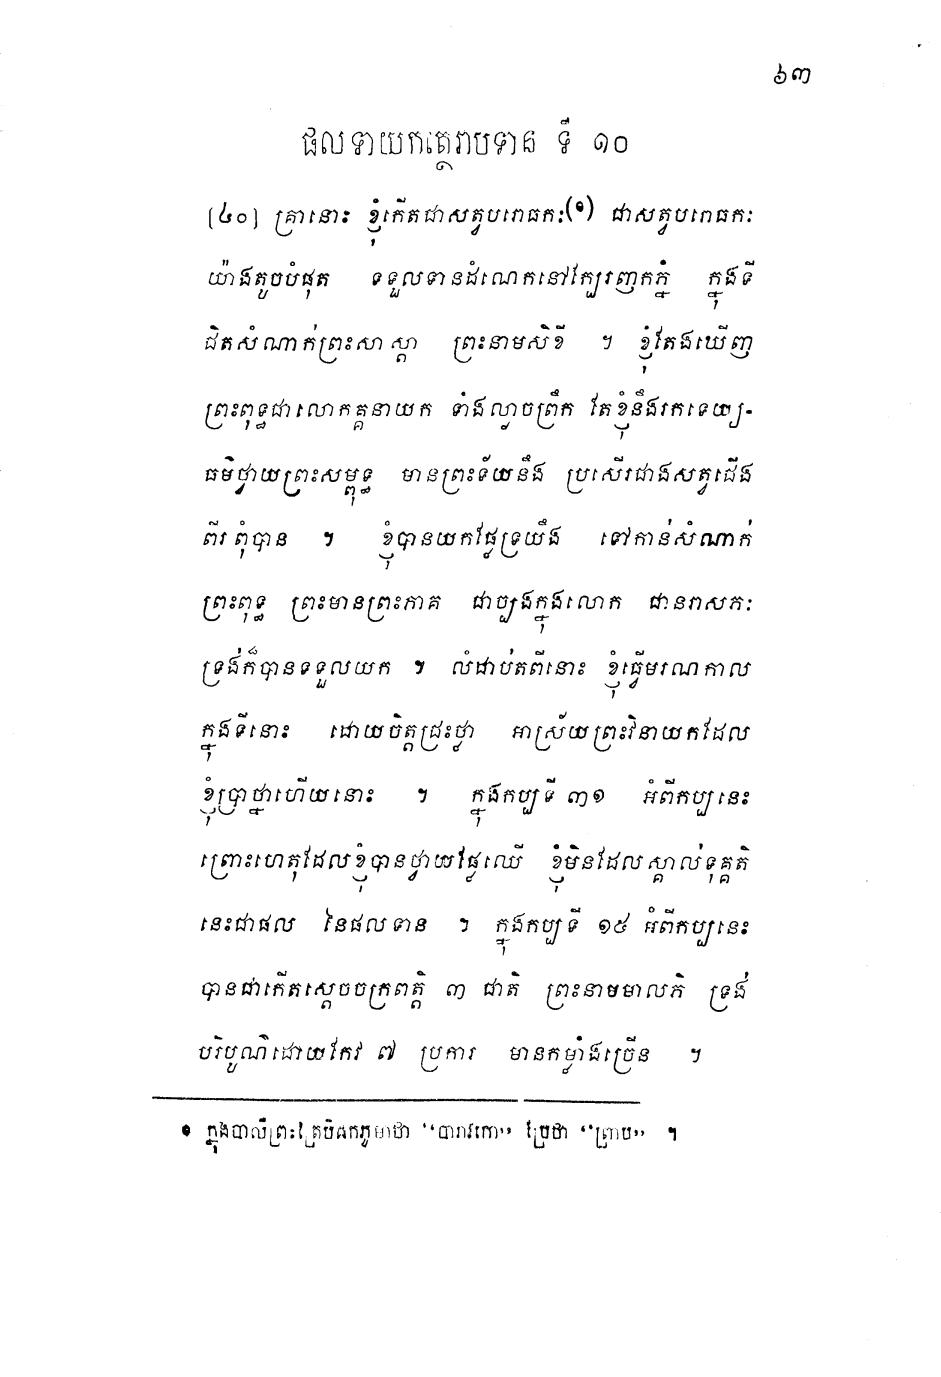 ៦៣
ផលទាយកត្ថេរាបទាន ទី ១០
[៤០] គ្រានោះ ខ្ញុំកើតជាសត្វបរោធកៈ(១) ជាសត្វបរោធកៈ
យ៉ាងតូចបំផុត ទទួលទានដំណេកនៅក្បែរញកភ្នំ ក្នុងទី
ជិតសំណាក់ព្រះសាស្តា ព្រះនាមសិខី ។ ខ្ញុំតែងឃើញ
ព្រះពុទ្ធជាលោកគ្គនាយក ទាំងល្ងាចព្រឹក តែខ្ញុំនឹងរកទេយ្យ-
ធម៌ថ្វាយព្រះសម្ពុទ្ធ មានព្រះទ័យនឹង ប្រសើរជាងសត្វជើង
ពីរ ពុំបាន ។ ខ្ញុំបានយកផ្លែទ្រយឹង ទៅកាន់សំណាក់
ព្រះពុទ្ធ ព្រះមានព្រះភាគ ជាច្បងក្នុងលោក ជានរាសភៈ
ទ្រង់ក៏បានទទួលយក ។ លំដាប់តពីនោះ ខ្ញុំធ្វើមរណកាល
ក្នុងទីនោះ ដោយចិត្តជ្រះថ្លា អាស្រ័យព្រះវិនាយកដែល
ខ្ញុំប្រាថ្នាហើយនោះ ។ ក្នុងកប្បទី ៣១ អំពីកប្បនេះ
ព្រោះហេតុដែលខ្ញុំបានថ្វាយផ្លែឈើ ខ្ញុំមិនដែលស្គាល់ទុគ្គតិ
នេះជាផល នៃផលទាន ។ ក្នុងកប្បទី ១៥ អំពីកប្បនេះ
បានជាកើតស្តេចចក្រពត្តិ ៣ ជាតិ ព្រះនាមមាលភិ ទ្រង់
បរិបូណ៌ដោយកែវ ៧ ប្រការ មានកម្លាំងច្រើន ។
១ ក្នុងបាលីព្រះត្រៃបិដកភូមាថា “បារាវកោ” ប្រែថា “ព្រាប” ។